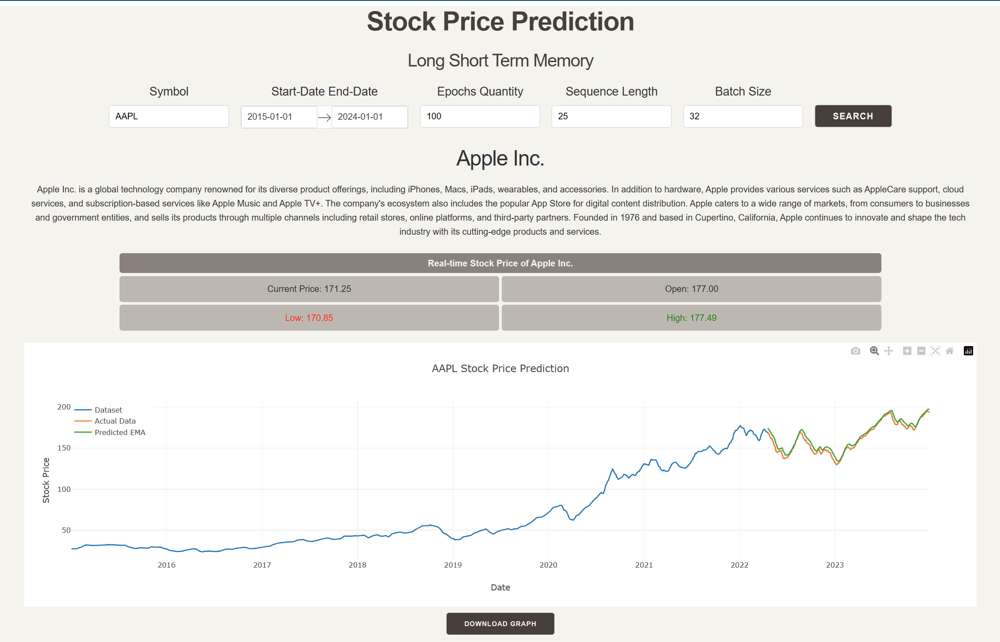 Stock Price Prediction
Long Short Term Memory
Symbol
Start-Date End-Date
Epochs Quantity
Sequence Length
Batch Size
AAPL
2015-01-01
2024-01-01
100
25
32
SEARCH
Apple Inc.
Apple Inc. is a global technology company renowned for its diverse product offerings, including iPhones, Macs, iPads, wearables, and accessories. In addition to hardware, Apple provides various services such as AppleCare support, cloud
services, and subscription-based services like Apple Music and Apple TV+. The company's ecosystem also includes the popular App Store for digital content distribution. Apple caters to a wide range of markets, from consumers to businesses
and government entities, and sells its products through multiple channels including retail stores, online platforms, and third-party partners. Founded in 1976 and based in Cupertino, California, Apple continues to innovate and shape the tech
industry with its cutting-edge products and services.
Real-time Stock Price of Apple Inc.
Current Price: 171.25
Open: 177.00
Low: 170.85
High: 177.49
AAPL Stock Price Prediction
Dataset
Actual Data
Predicted EMA
Stock Price
200
150
100
50
2016
2017
2018
2019
2020
2021
2022
2023
Date
DOWNLOAD GRAPH